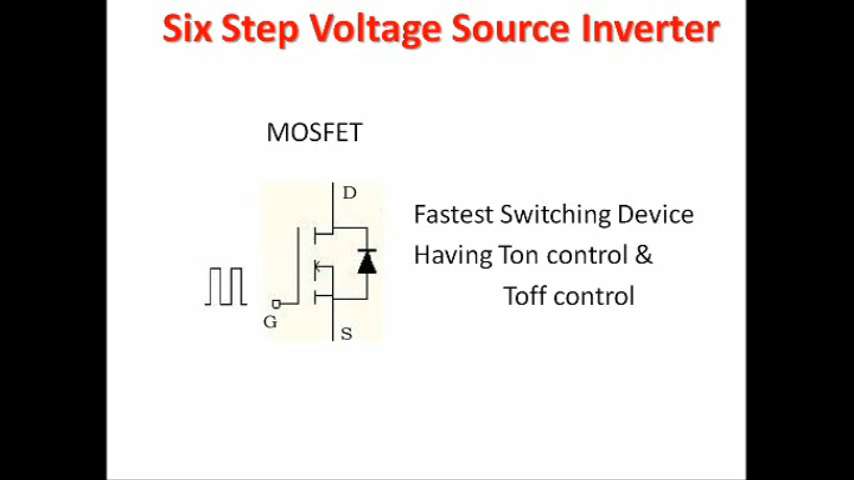 Six Step Voltage Source Inverter
MOSFET
D
Fastest Switching Device
Having Ton control &
Toff control
G
S